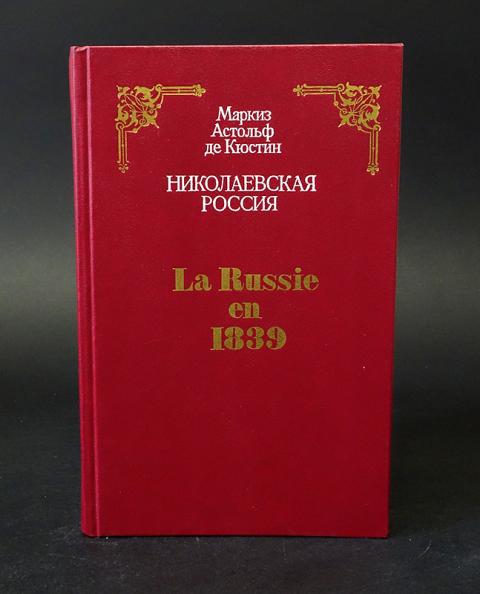 Маркиз
Астольф
де Кюстин
НИКОЛАЕВСКАЯ
РОССИЯ
La Russie
en
1839